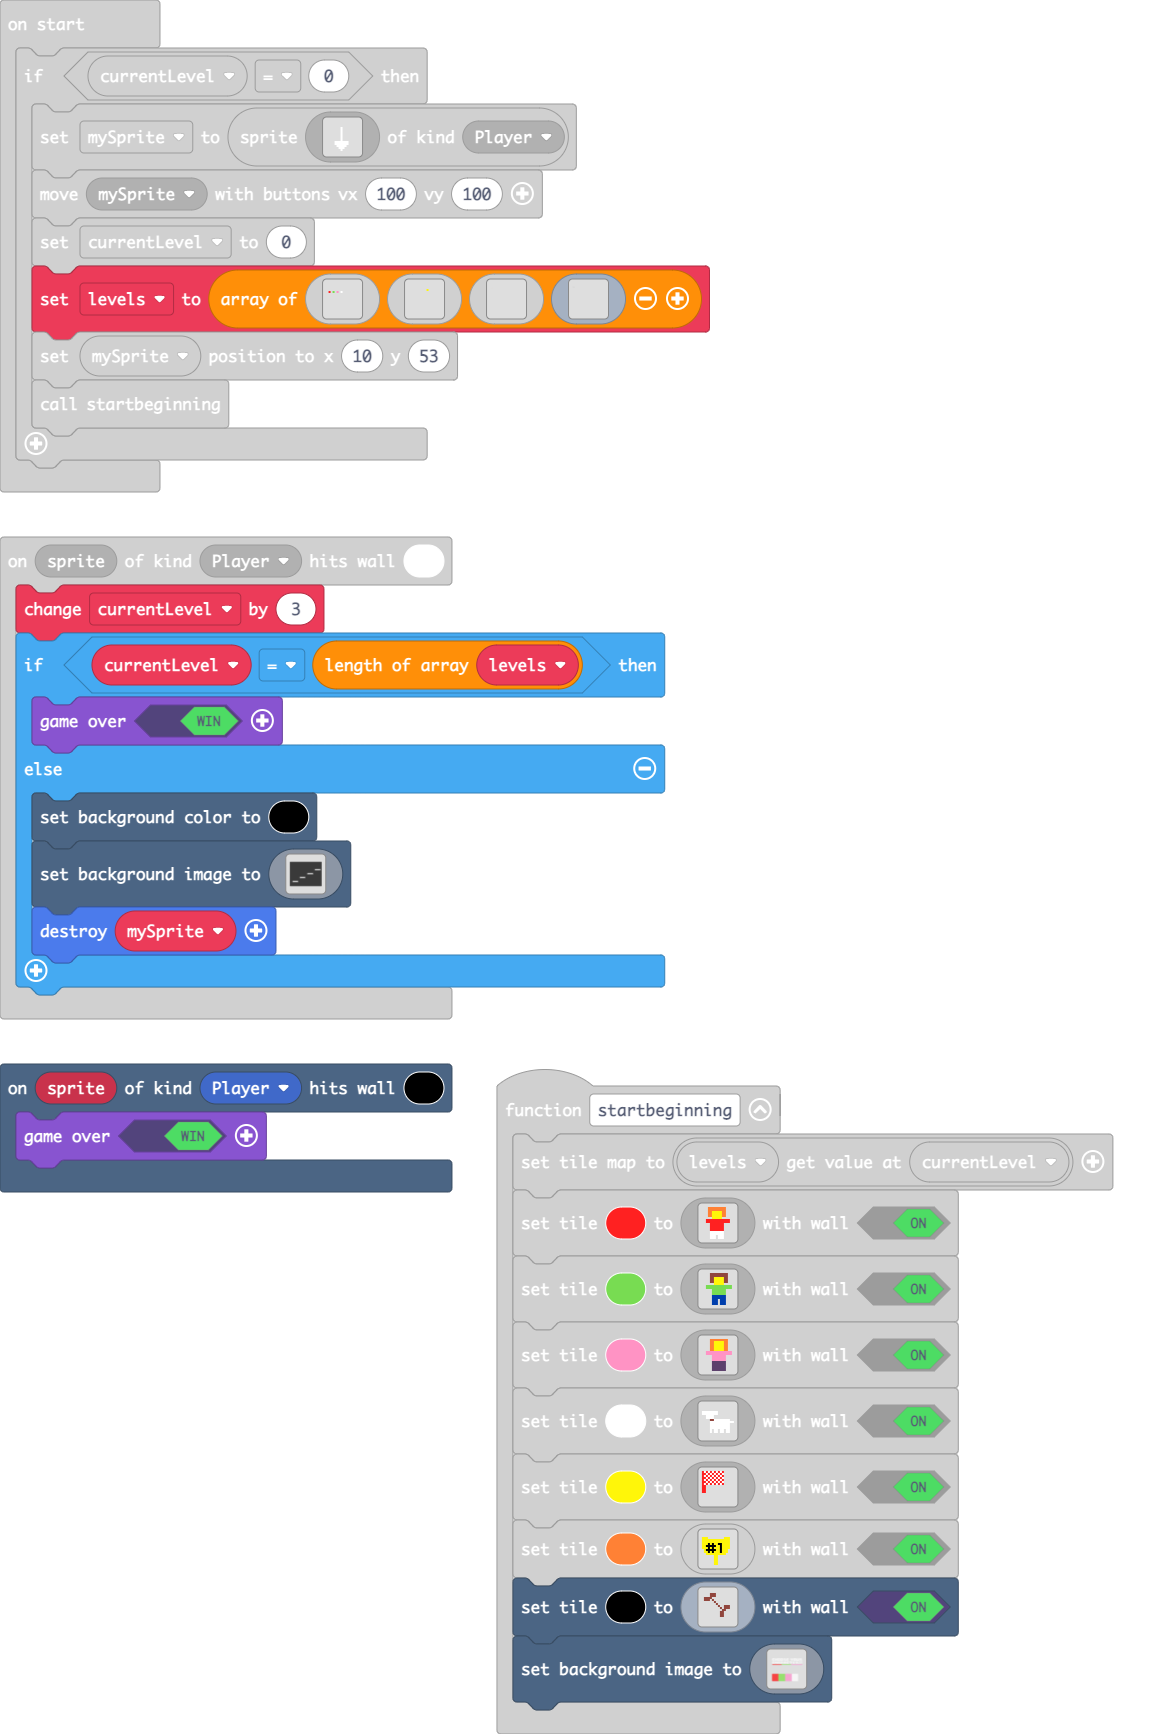 on start
if currentLevel = 0 then
set mySprite to sprite of kind Player
move mySprite with buttons vx 100 vy 100
set currentLevel to 0
set levels to array of
set mySprite position to x 10 y 53
call startbeginning
on sprite of kind Player hits wall
change currentLevel by 3
if currentLevel = length of array levels then
game over WIN
else
set background color to
set background image to
destroy mySprite
on sprite of kind Player hits wall
game over WIN
function startbeginning
set tile map to levels get value at currentLevel
set tile to with wall ON
set tile to with wall ON
set tile to with wall ON
set tile to with wall ON
set tile to with wall ON
set tile to #1 with wall ON
set tile to with wall ON
set background image to